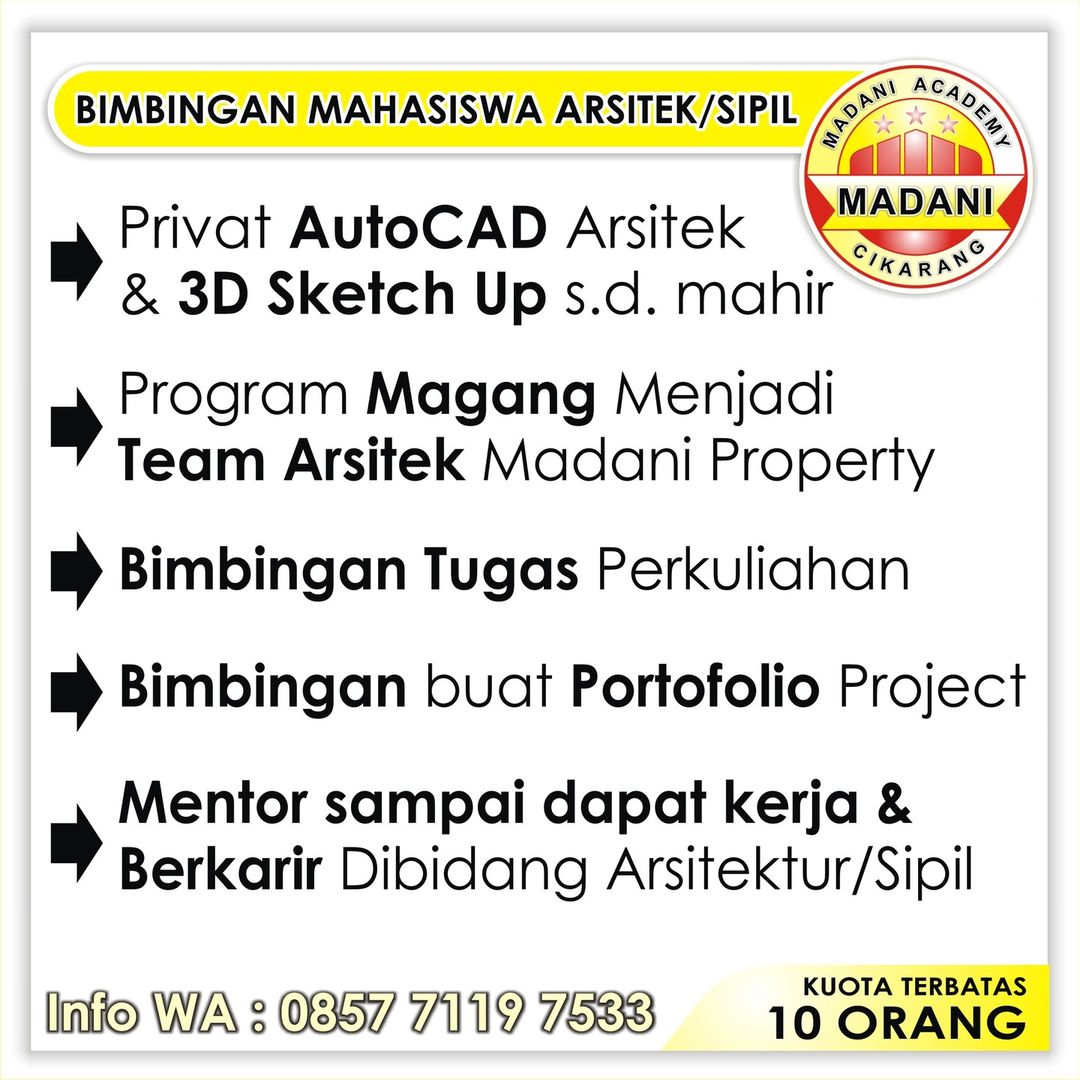 BIMBINGAN MAHASISWA ARSITEK/SIPIL
MADANI ACADEMY
MADANI
CIKARANG
Privat AutoCAD Arsitek
& 3D Sketch Up s.d. mahir
Program Magang Menjadi
Team Arsitek Madani Property
Bimbingan Tugas Perkuliahan
Bimbingan buat Portofolio Project
Mentor sampai dapat kerja &
Berkarir Dibidang Arsitektur/Sipil
Info WA : 0857 7119 7533
KUOTA TERBATAS
10 ORANG